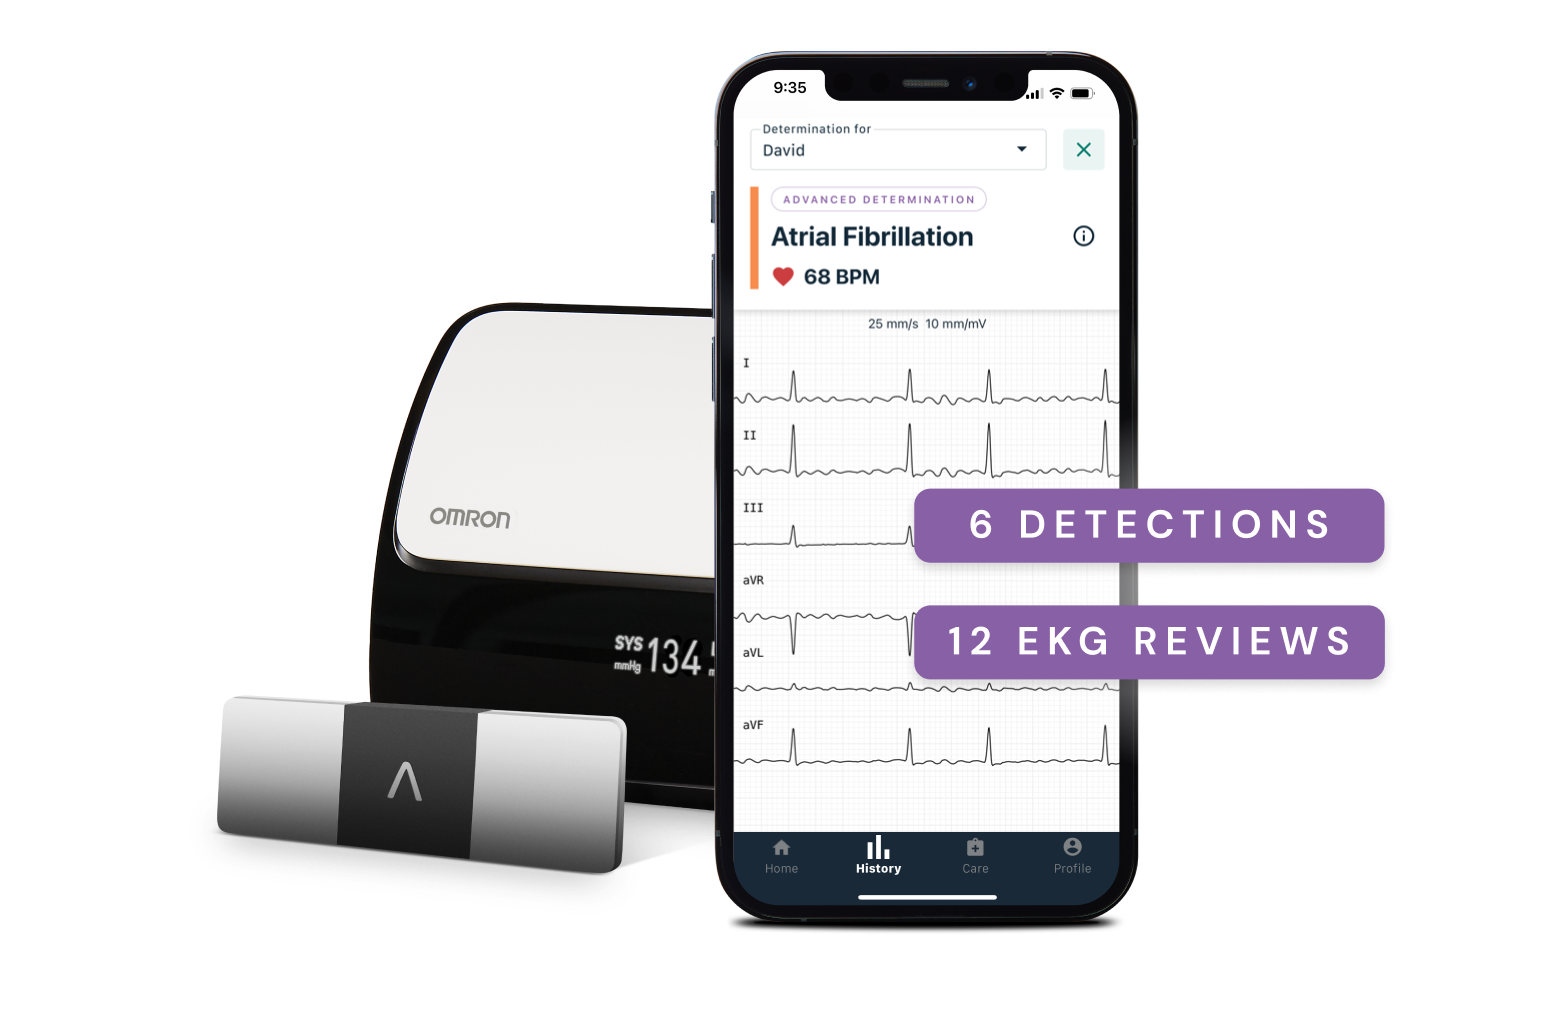 9:35
Determination for
David
ADVANCED DETERMINATION
Atrial Fibrillation
68 BPM
25 mm/s 10 mm/mV
I
II
III
aVR
aVL
aVF
6 DETECTIONS
12 EKG REVIEWS
Home
History
Care
Profile
OMRON
SYS 134
mmHg